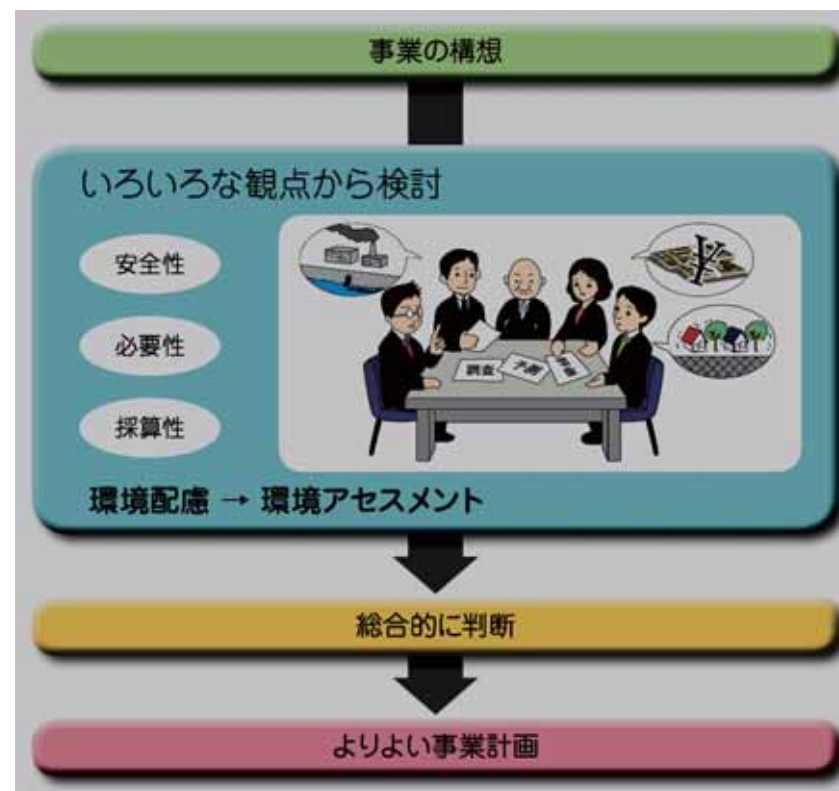 事業の構想
いろいろな観点から検討
安全性
必要性
採算性
調査
予測
環境配慮 → 環境アセスメント
総合的に判断
よりよい事業計画